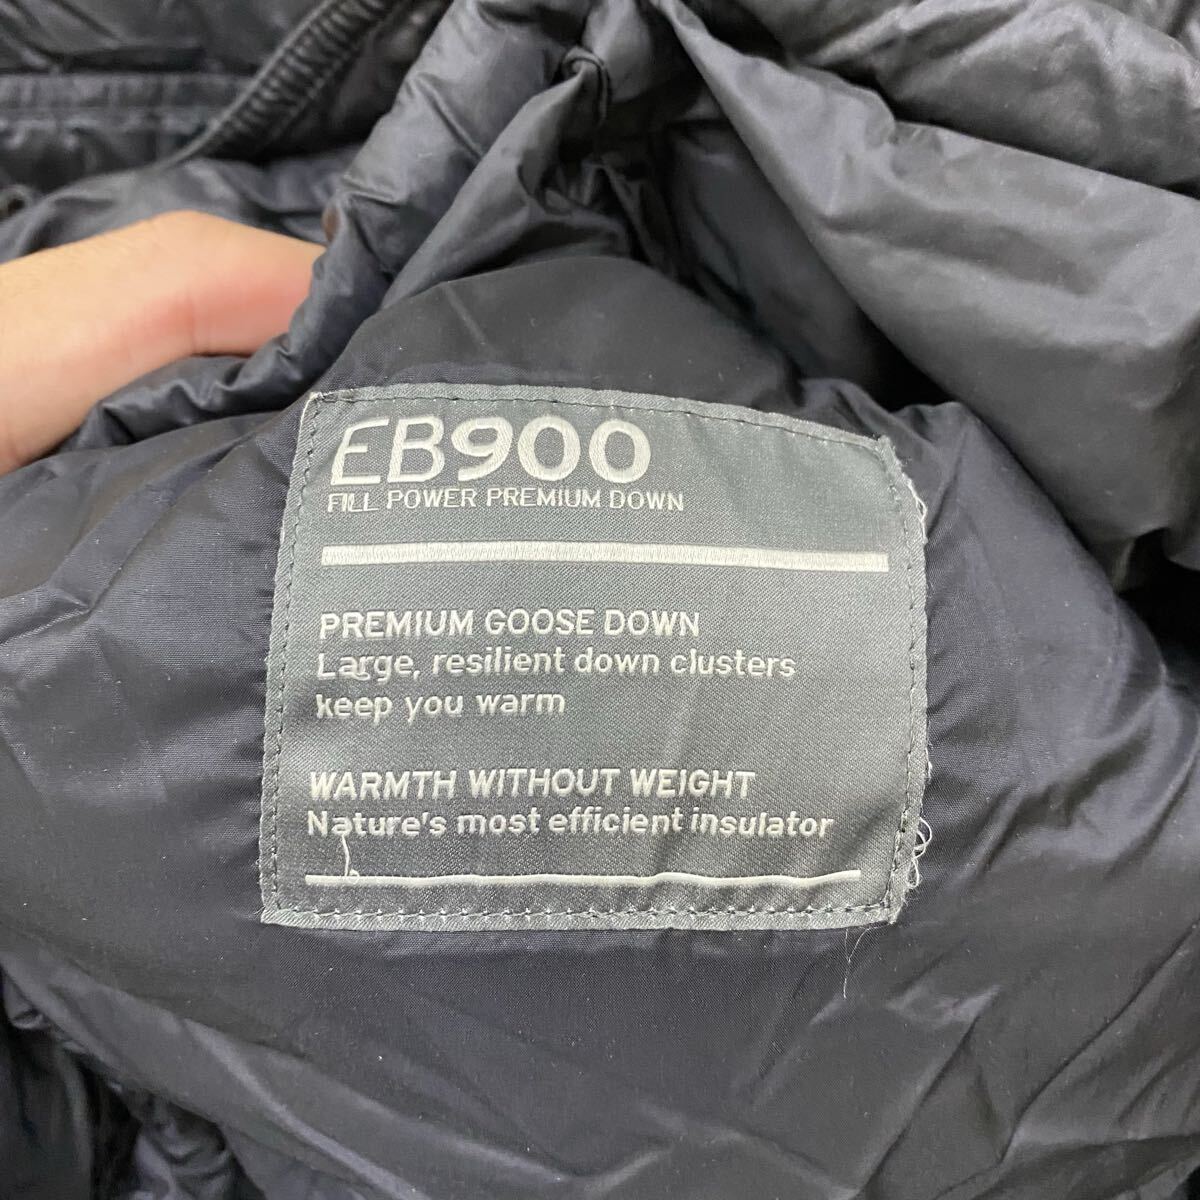 EB900
FILL POWER PREMIUM DOWN
PREMIUM GOOSE DOWN
Large, resilient down clusters
keep you warm
WARMTH WITHOUT WEIGHT
Nature's most efficient insulator